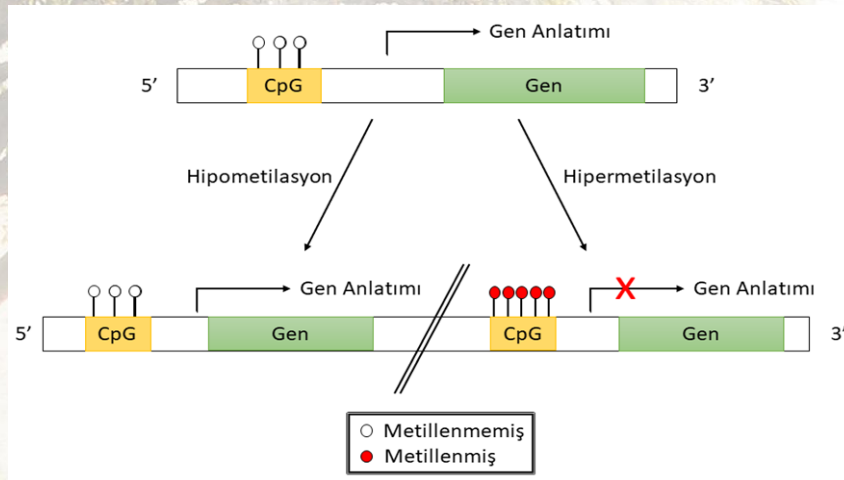 Gen Anlatımı
5’ CpG Gen 3’
Hipometilasyon Hipermetilasyon
Gen Anlatımı Gen Anlatımı
5’ CpG Gen CpG Gen 3’
X
Metillenmemiş
Metillenmiş